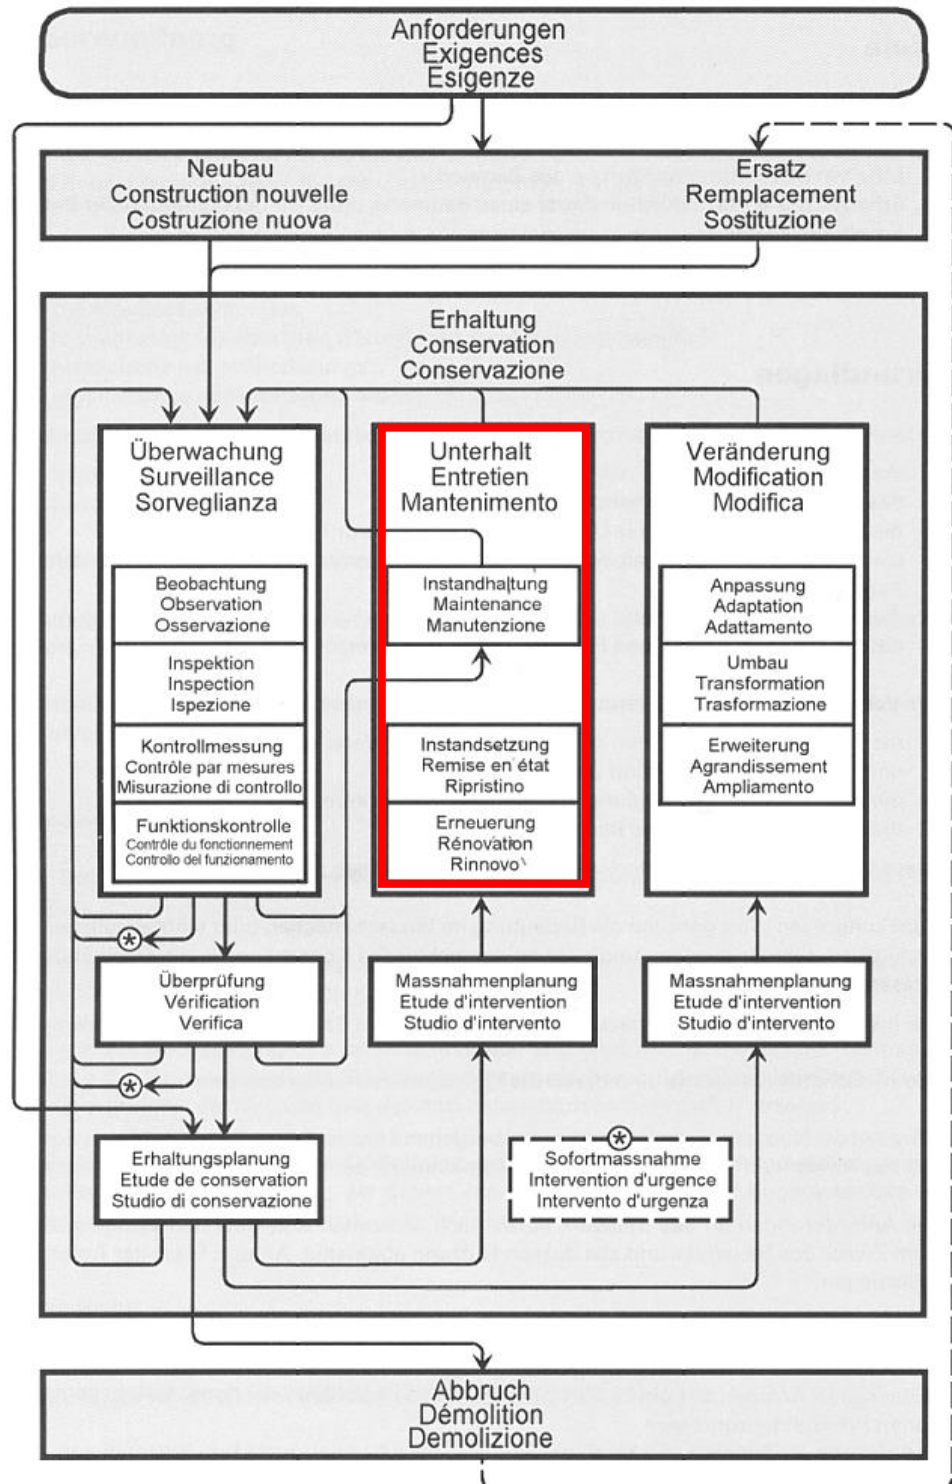 Anforderungen
Exigences
Esigenze
Neubau
Construction nouvelle
Costruzione nuova
Ersatz
Remplacement
Sostituzione
Erhaltung
Conservation
Conservazione
Überwachung
Surveillance
Sorveglianza
Beobachtung
Observation
Osservazione
Inspektion
Inspection
Ispezione
Kontrollmessung
Contrôle par mesures
Misurazione di controllo
Funktionskontrolle
Contrôle du fonctionnement
Controllo del funzionamento
Unterhalt
Entretien
Mantenimento
Instandhaltung
Maintenance
Manutenzione
Instandsetzung
Remise en état
Ripristino
Erneuerung
Rénovation
Rinnovo
Veränderung
Modification
Modifica
Anpassung
Adaptation
Adattamento
Umbau
Transformation
Trasformazione
Erweiterung
Agrandissement
Ampliamento
Überprüfung
Vérification
Verifica
Massnahmenplanung
Etude d'intervention
Studio d'intervento
Massnahmenplanung
Etude d'intervention
Studio d'intervento
Erhaltungsplanung
Etude de conservation
Studio di conservazione
Sofortmassnahme
Intervention d'urgence
Intervento d'urgenza
Abbruch
Démolition
Demolizione